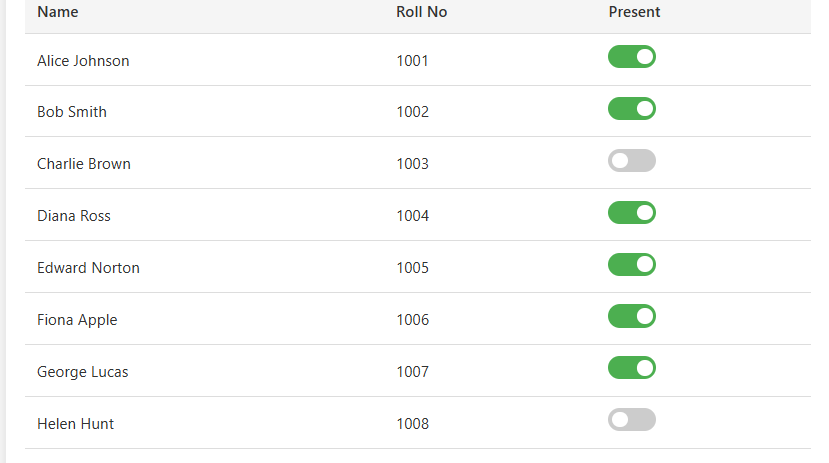 Name Roll No Present
Alice Johnson 1001
Bob Smith 1002
Charlie Brown 1003
Diana Ross 1004
Edward Norton 1005
Fiona Apple 1006
George Lucas 1007
Helen Hunt 1008